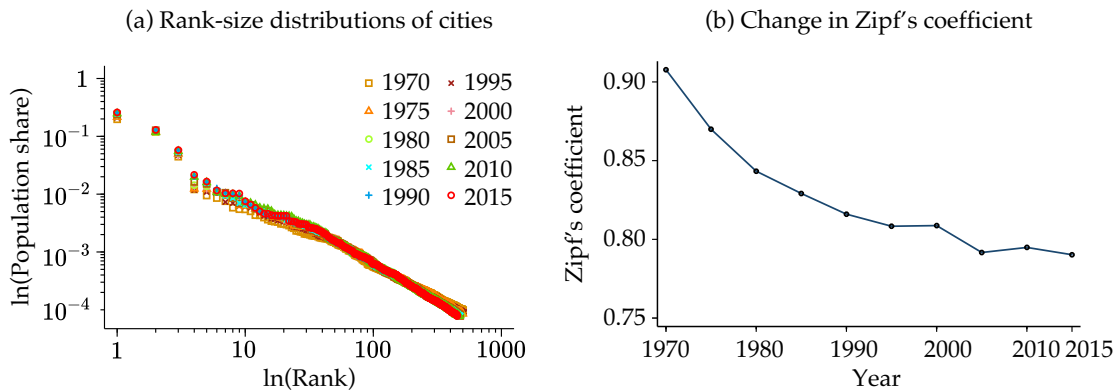 (a) Rank-size distributions of cities
ln(Population share)
1
10⁻¹
10⁻²
10⁻³
10⁻⁴
1970 1995
1975 2000
1980 2005
1985 2010
1990 2015
1 10 100 1000
ln(Rank)
(b) Change in Zipf's coefficient
Zipf's coefficient
0.90
0.85
0.80
0.75
1970 1980 1990 2000 2010 2015
Year